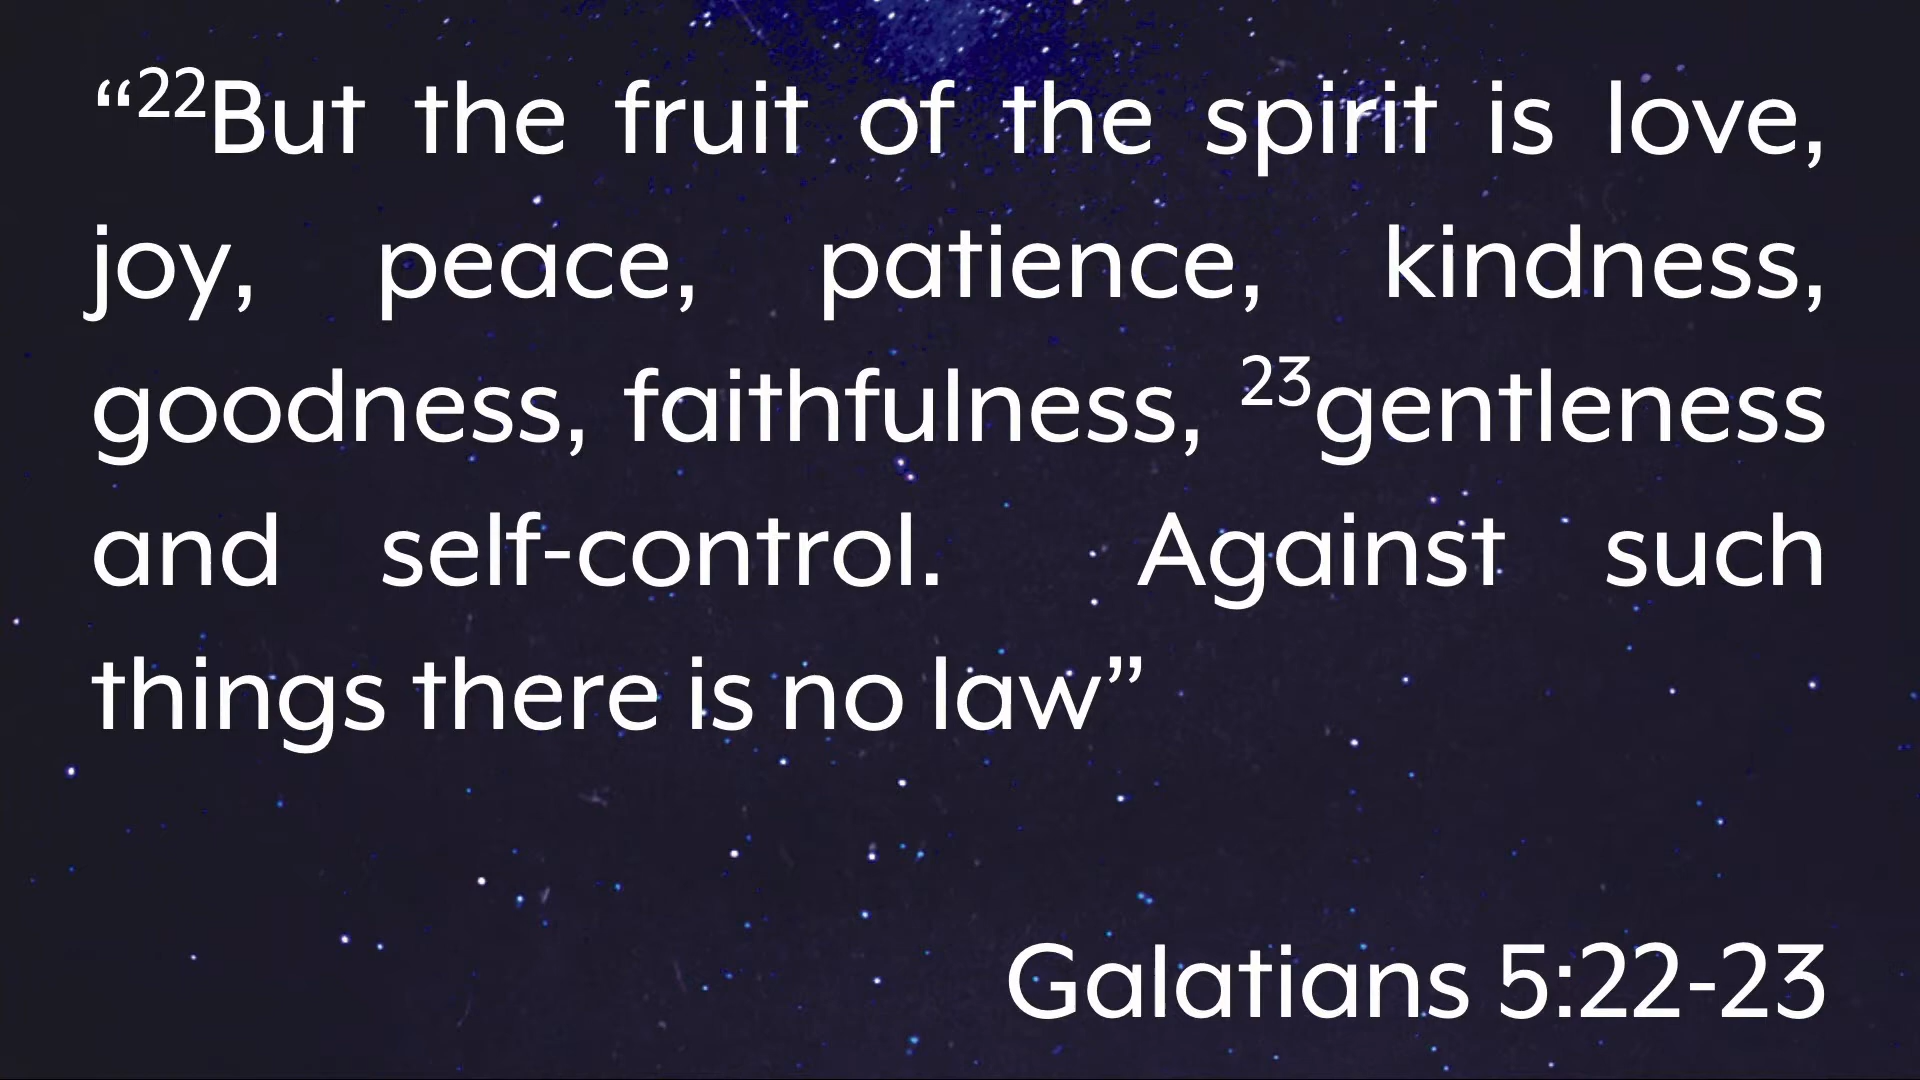 “²²But the fruit of the spirit is love,
joy, peace, patience, kindness,
goodness, faithfulness, ²³gentleness
and self-control.  Against such
things there is no law”
Galatians 5:22-23